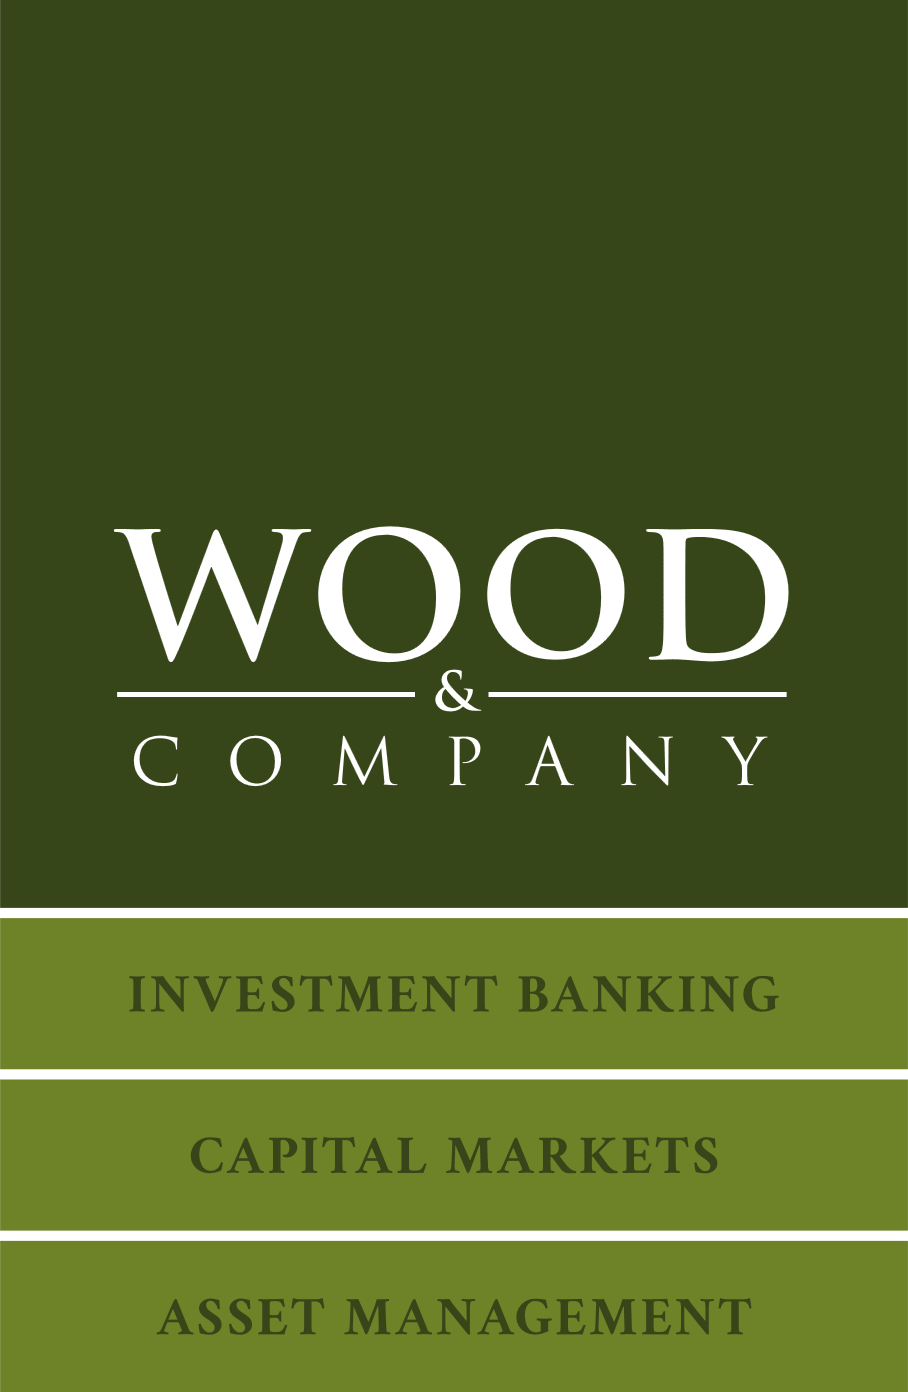 WOOD
&
COMPANY
INVESTMENT BANKING
CAPITAL MARKETS
ASSET MANAGEMENT